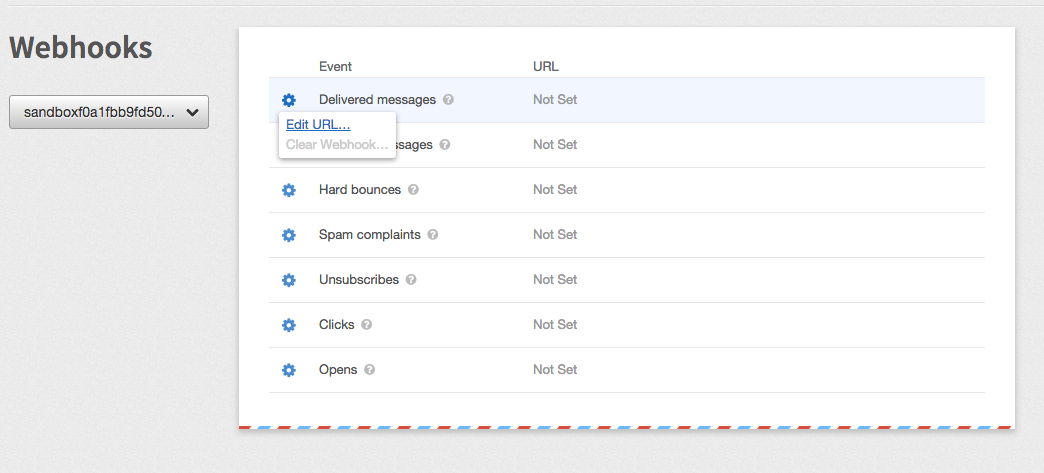 Webhooks
sandboxf0a1fbb9fd50...
Event URL
Delivered messages ? Not Set
Edit URL...
Clear Webhook... ssages ? Not Set
Hard bounces ? Not Set
Spam complaints ? Not Set
Unsubscribes ? Not Set
Clicks ? Not Set
Opens ? Not Set